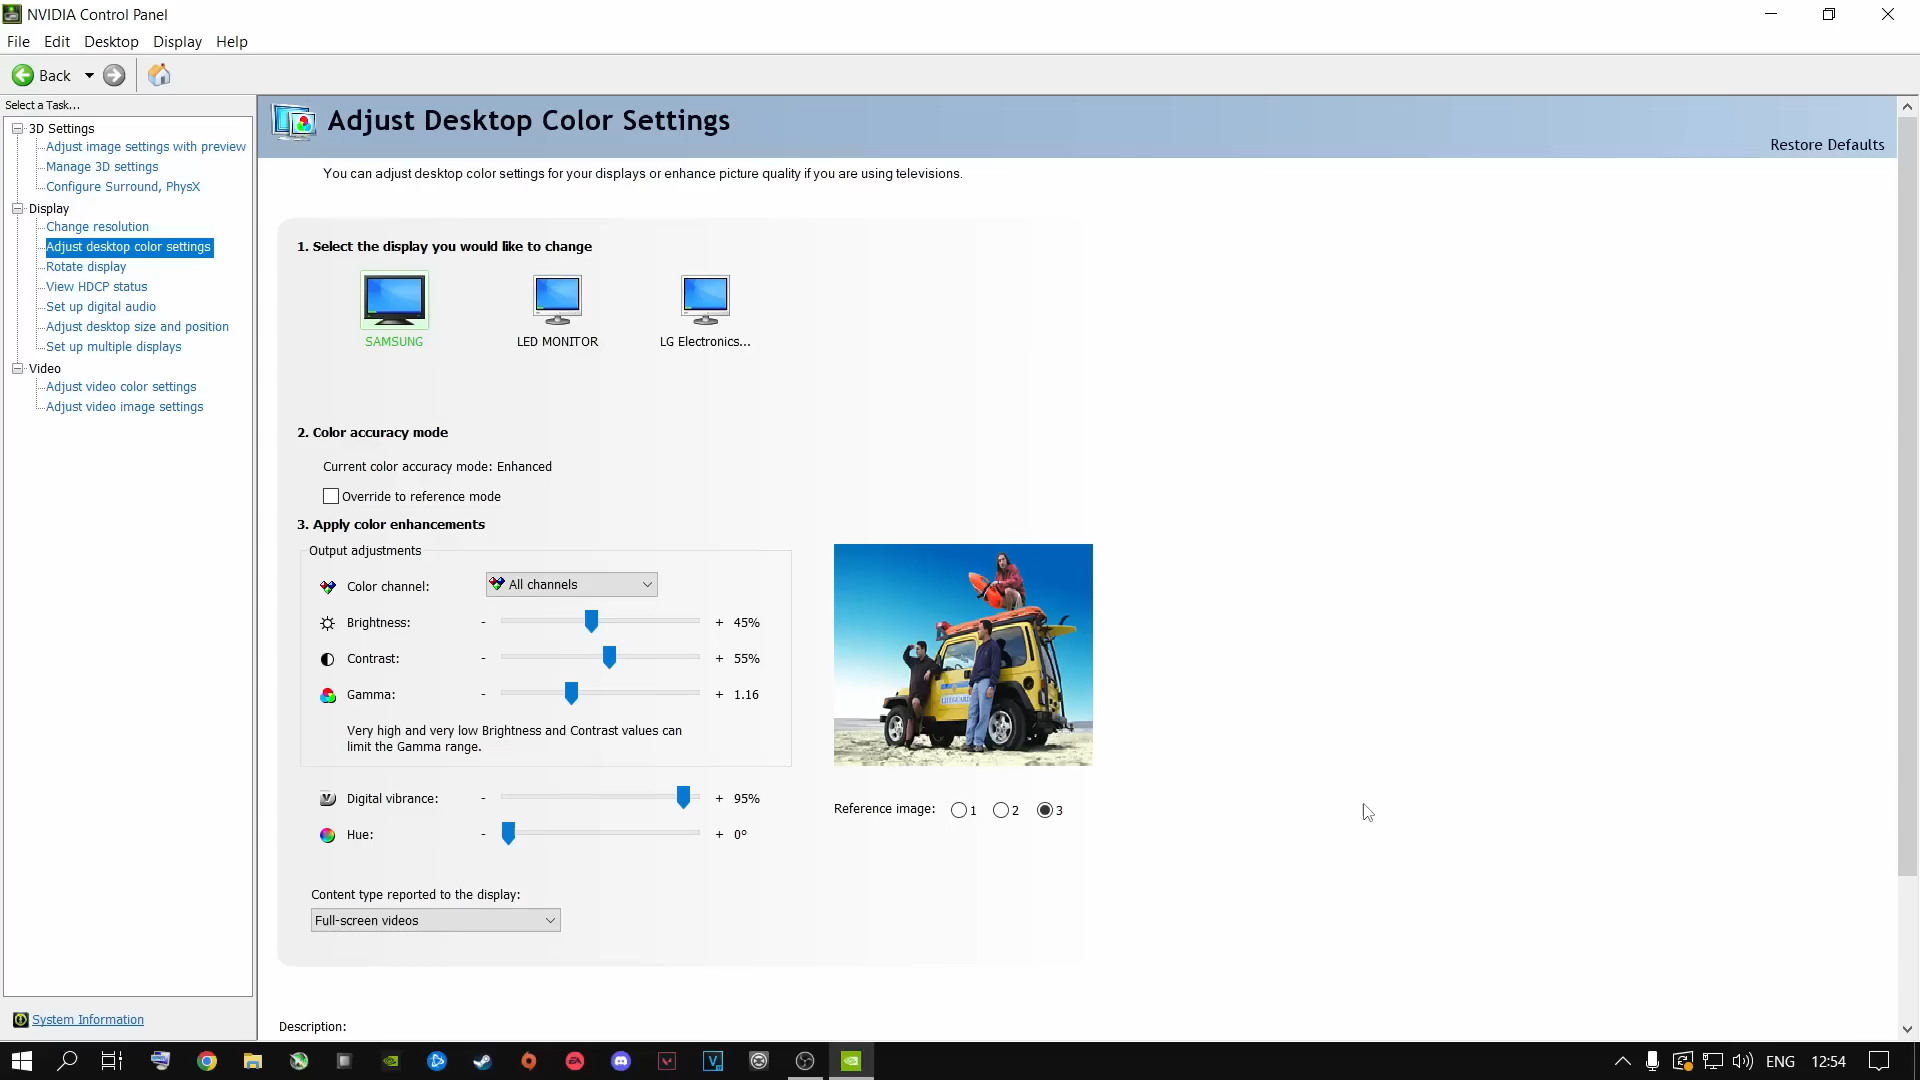 NVIDIA Control Panel
File Edit Desktop Display Help
Back
Select a Task...
3D Settings
Adjust image settings with preview
Manage 3D settings
Configure Surround, PhysX
Display
Change resolution
Adjust desktop color settings
Rotate display
View HDCP status
Set up digital audio
Adjust desktop size and position
Set up multiple displays
Video
Adjust video color settings
Adjust video image settings
System Information
Adjust Desktop Color Settings
Restore Defaults
You can adjust desktop color settings for your displays or enhance picture quality if you are using televisions.
1. Select the display you would like to change
SAMSUNG LED MONITOR LG Electronics...
2. Color accuracy mode
Current color accuracy mode: Enhanced
Override to reference mode
3. Apply color enhancements
Output adjustments
Color channel: All channels
Brightness: - + 45%
Contrast: - + 55%
Gamma: - + 1.16
Very high and very low Brightness and Contrast values can
limit the Gamma range.
Digital vibrance: - + 95%
Hue: - + 0°
LIFEGUARD
Reference image: 1 2 3
Content type reported to the display:
Full-screen videos
Description:
ENG 12:54